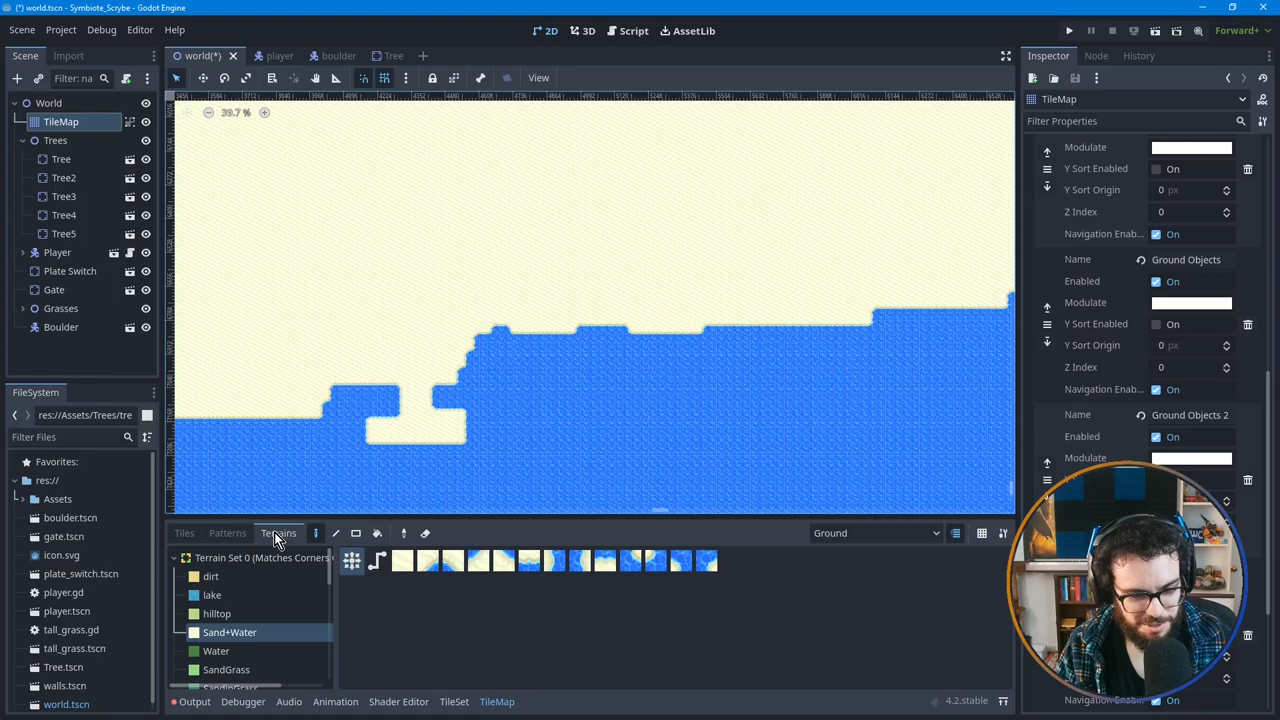 (*) world.tscn - Symbiote_Scrybe - Godot Engine
Scene Project Debug Editor Help
2D 3D Script AssetLib
Forward+
Scene Import
world(*) player boulder Tree
Inspector Node History
Filter: na
View
TileMap
Filter Properties
World
TileMap
Trees
Tree
Tree2
Tree3
Tree4
Tree5
Player
Plate Switch
Gate
Grasses
Boulder
39.7 %
Modulate
Y Sort Enabled On
Y Sort Origin 0 px
Z Index 0
Navigation Enab... On
Name Ground Objects
Enabled On
Modulate
Y Sort Enabled On
Y Sort Origin 0 px
Z Index 0
Navigation Enab... On
Name Ground Objects 2
Enabled On
Modulate
FileSystem
res://Assets/Trees/tre
Filter Files
Favorites:
res://
Assets
boulder.tscn
gate.tscn
icon.svg
plate_switch.tscn
player.gd
player.tscn
tall_grass.gd
tall_grass.tscn
Tree.tscn
walls.tscn
world.tscn
Tiles Patterns Terrains
Ground
Terrain Set 0 (Matches Corners
dirt
lake
hilltop
Sand+Water
Water
SandGrass
Output Debugger Audio Animation Shader Editor TileSet TileMap
4.2.stable
On